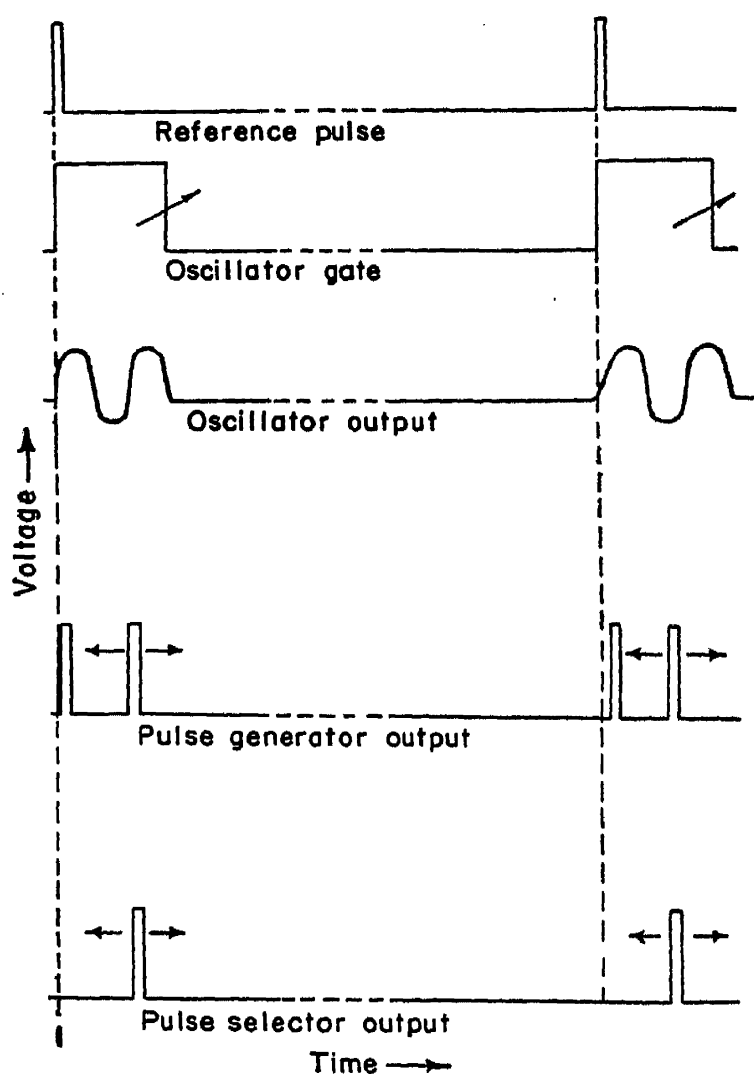 Reference pulse
Oscillator gate
Oscillator output
Voltage
Pulse generator output
Pulse selector output
Time